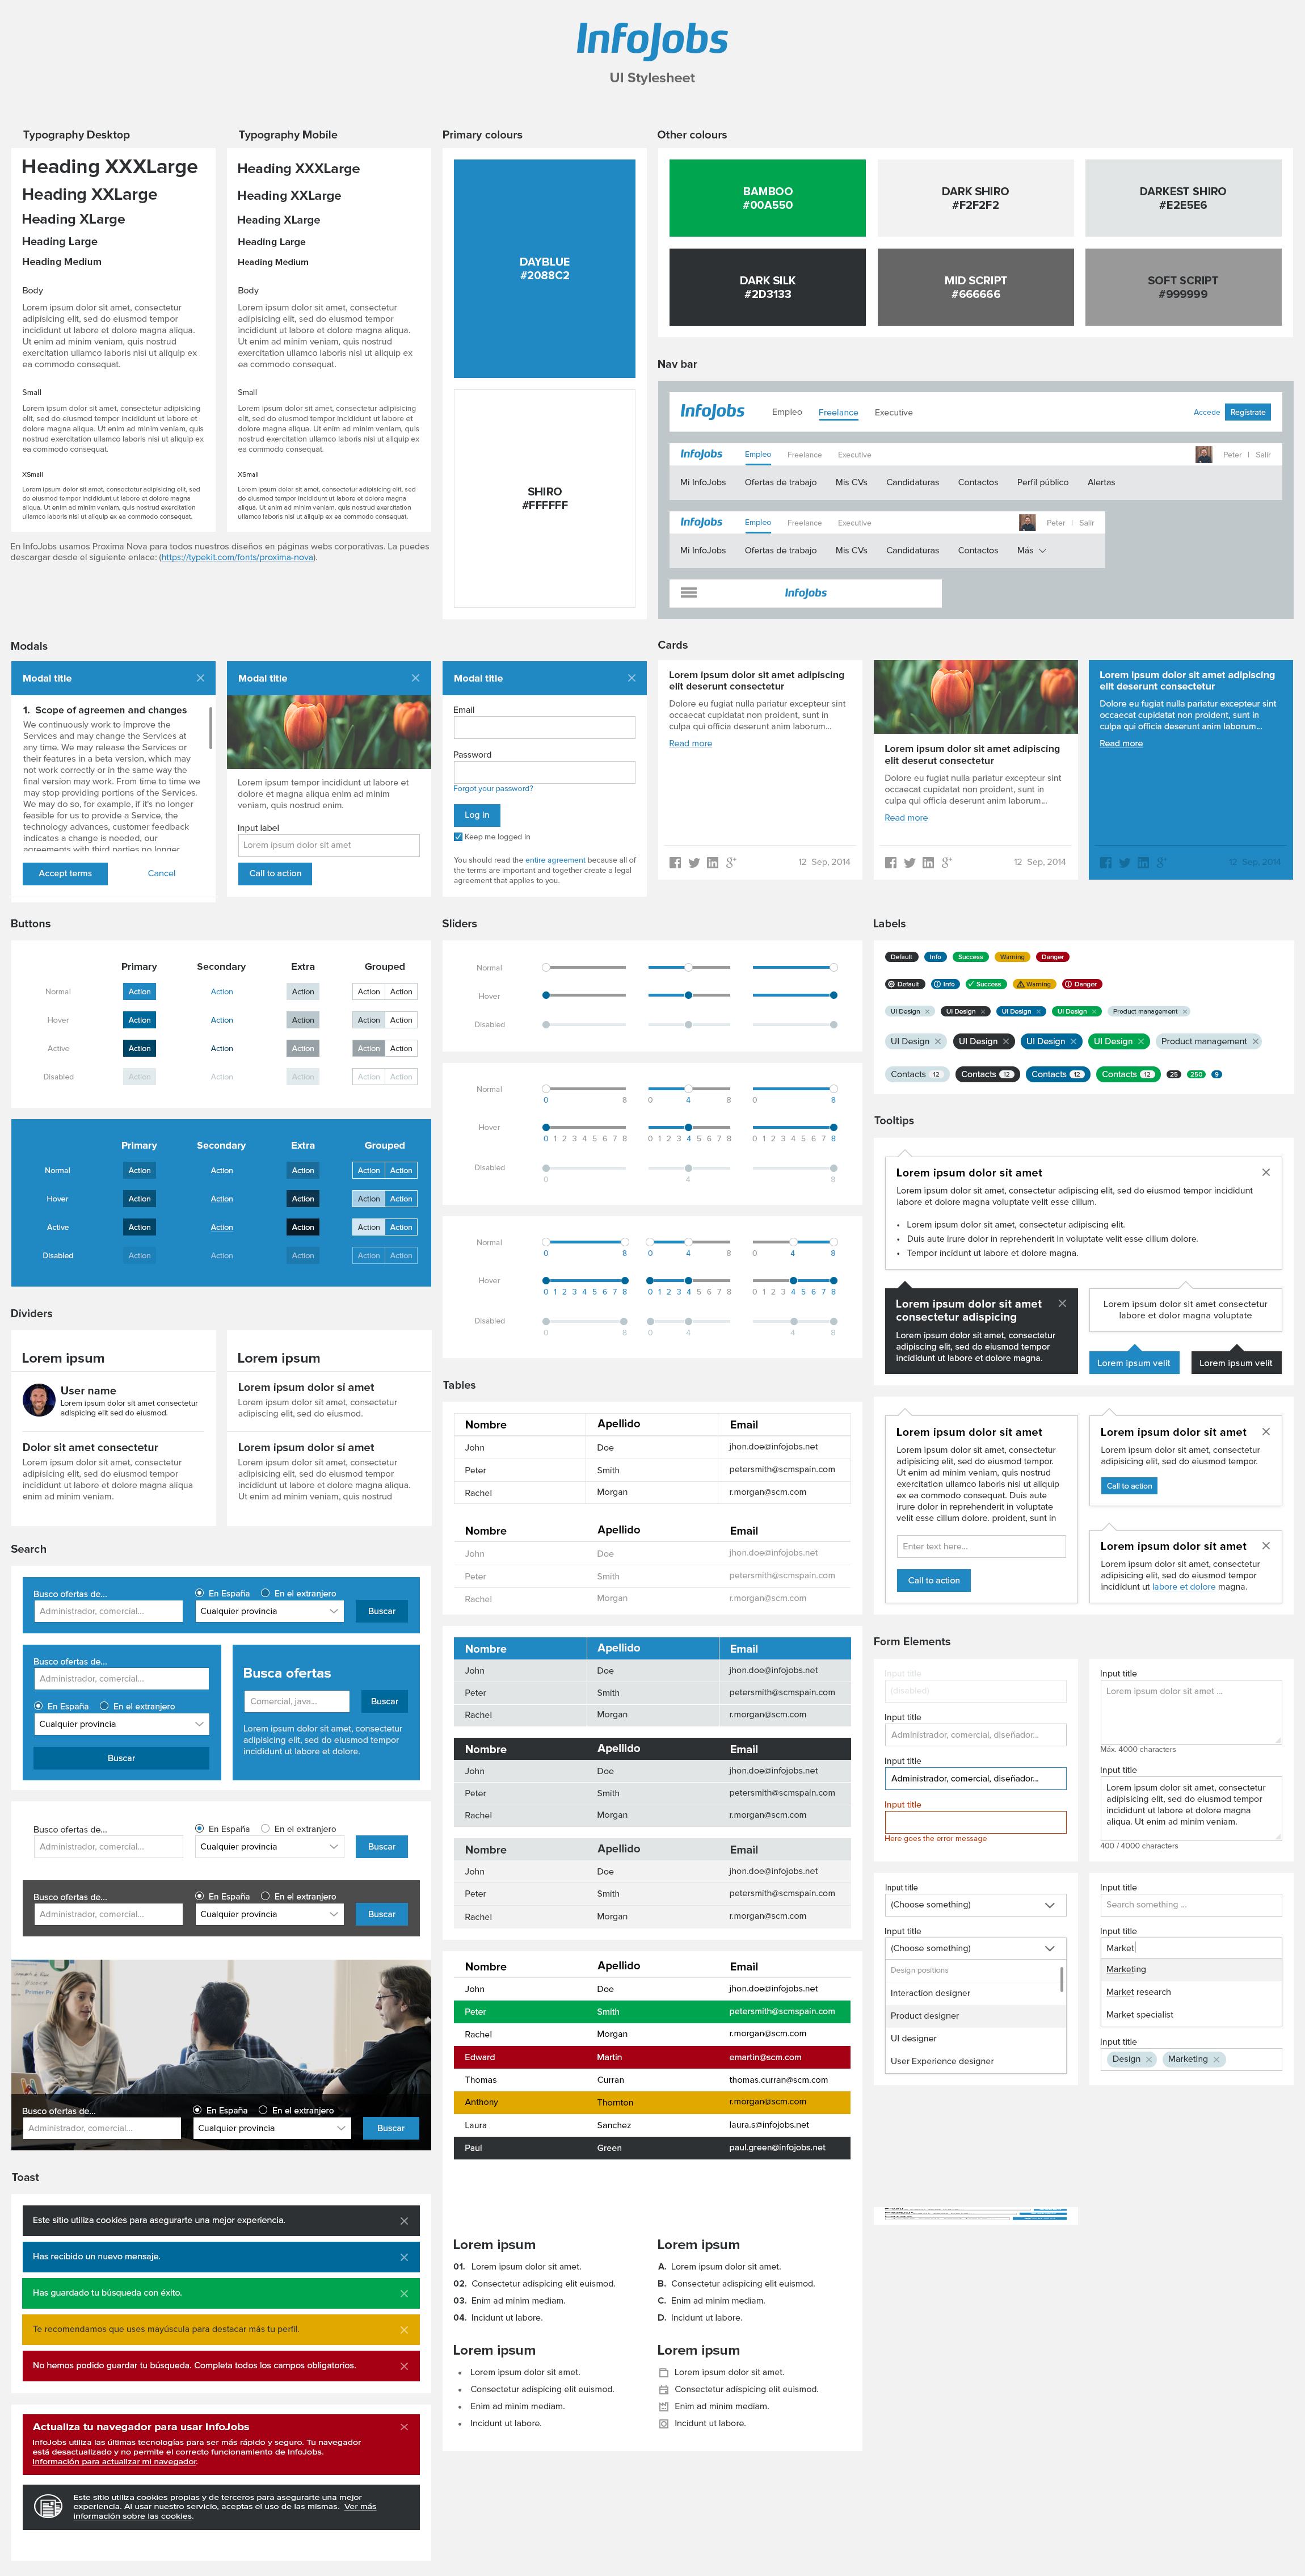 InfoJobs
UI Stylesheet
Typography Desktop
Heading XXXLarge
Heading XXLarge
Heading XLarge
Heading Large
Heading Medium
Body
Lorem ipsum dolor sit amet, consectetur
adipisicing elit, sed do eiusmod tempor
incididunt ut labore et dolore magna aliqua.
Ut enim ad minim veniam, quis nostrud
exercitation ullamco laboris nisi ut aliquip ex
ea commodo consequat.
Small
Lorem ipsum dolor sit amet, consectetur adipisicing
elit, sed do eiusmod tempor incididunt ut labore et
dolore magna aliqua. Ut enim ad minim veniam, quis
nostrud exercitation ullamco laboris nisi ut aliquip ex
ea commodo consequat.
XSmall
Lorem ipsum dolor sit amet, consectetur adipisicing elit, sed
do eiusmod tempor incididunt ut labore et dolore magna
aliqua. Ut enim ad minim veniam, quis nostrud exercitation
ullamco laboris nisi ut aliquip ex ea commodo consequat.
Typography Mobile
Heading XXXLarge
Heading XXLarge
Heading XLarge
Heading Large
Heading Medium
Body
Lorem ipsum dolor sit amet, consectetur
adipisicing elit, sed do eiusmod tempor
incididunt ut labore et dolore magna aliqua.
Ut enim ad minim veniam, quis nostrud
exercitation ullamco laboris nisi ut aliquip ex
ea commodo consequat.
Small
Lorem ipsum dolor sit amet, consectetur adipisicing
elit, sed do eiusmod tempor incididunt ut labore et
dolore magna aliqua. Ut enim ad minim veniam, quis
nostrud exercitation ullamco laboris nisi ut aliquip ex
ea commodo consequat.
XSmall
Lorem ipsum dolor sit amet, consectetur adipisicing elit, sed
do eiusmod tempor incididunt ut labore et dolore magna
aliqua. Ut enim ad minim veniam, quis nostrud exercitation
ullamco laboris nisi ut aliquip ex ea commodo consequat.
En InfoJobs usamos Proxima Nova para todos nuestros diseños en páginas webs corporativas. La puedes
descargar desde el siguiente enlace: (https://typekit.com/fonts/proxima-nova).
Primary colours
DAYBLUE
#2088C2
SHIRO
#FFFFFF
Other colours
BAMBOO
#00A550
DARK SHIRO
#F2F2F2
DARKEST SHIRO
#E2E5E6
DARK SILK
#2D3133
MID SCRIPT
#666666
SOFT SCRIPT
#999999
Nav bar
InfoJobs Empleo Freelance Executive Accede Regístrate
InfoJobs Empleo Freelance Executive Peter | Salir
Mi InfoJobs Ofertas de trabajo Mis CVs Candidaturas Contactos Perfil público Alertas
InfoJobs Empleo Freelance Executive Peter | Salir
Mi InfoJobs Ofertas de trabajo Mis CVs Candidaturas Contactos Más
InfoJobs
Modals
Modal title
1. Scope of agreemen and changes
We continuously work to improve the
Services and may change the Services at
any time. We may release the Services or
their features in a beta version, which may
not work correctly or in the same way the
final version may work. From time to time we
may stop providing portions of the Services.
We may do so, for example, if it's no longer
feasible for us to provide a Service, the
technology advances, customer feedback
indicates a change is needed, our
agreements with third parties no longer
Accept terms Cancel
Modal title
Lorem ipsum tempor incididunt ut labore et
dolore et magna aliqua enim ad minim
veniam, quis nostrud enim.
Input label
Lorem ipsum dolor sit amet
Call to action
Modal title
Email
Password
Forgot your password?
Log in
Keep me logged in
You should read the entire agreement because all of
the terms are important and together create a legal
agreement that applies to you.
Cards
Lorem ipsum dolor sit amet adipiscing
elit deserunt consectetur
Dolore eu fugiat nulla pariatur excepteur sint
occaecat cupidatat non proident, sunt in
culpa qui officia deserunt anim laborum...
Read more
12 Sep, 2014
Lorem ipsum dolor sit amet adipiscing
elit deserut consectetur
Dolore eu fugiat nulla pariatur excepteur sint
occaecat cupidatat non proident, sunt in
culpa qui officia deserunt anim laborum...
Read more
12 Sep, 2014
Lorem ipsum dolor sit amet adipiscing
elit deserunt consectetur
Dolore eu fugiat nulla pariatur excepteur sint
occaecat cupidatat non proident, sunt in
culpa qui officia deserunt anim laborum...
Read more
12 Sep, 2014
Buttons
Primary Secondary Extra Grouped
Normal Action Action Action Action Action
Hover Action Action Action Action Action
Active Action Action Action Action Action
Disabled Action Action Action Action Action
Primary Secondary Extra Grouped
Normal Action Action Action Action Action
Hover Action Action Action Action Action
Active Action Action Action Action Action
Disabled Action Action Action Action Action
Dividers
Lorem ipsum
User name
Lorem ipsum dolor sit amet consectetur
adipiscing elit sed do eiusmod.
Dolor sit amet consectetur
Lorem ipsum dolor sit amet, consectetur
adipisicing elit, sed do eiusmod tempor
incididunt ut labore et dolore magna aliqua
enim ad minim veniam.
Lorem ipsum
Lorem ipsum dolor si amet
Lorem ipsum dolor sit amet, consectetur
adipiscing elit, sed do eiusmod.
Lorem ipsum dolor si amet
Lorem ipsum dolor sit amet, consectetur
adipisicing elit, sed do eiusmod tempor
incididunt ut labore et dolore magna aliqua.
Ut enim ad minim veniam, quis nostrud
Search
Busco ofertas de... En España En el extranjero
Administrador, comercial... Cualquier provincia Buscar
Busco ofertas de...
Administrador, comercial...
En España En el extranjero
Cualquier provincia
Buscar
Busca ofertas
Comercial, java... Buscar
Lorem ipsum dolor sit amet, consectetur
adipisicing elit, sed do eiusmod tempor
incididunt ut labore et dolore.
Busco ofertas de... En España En el extranjero
Administrador, comercial... Cualquier provincia Buscar
Busco ofertas de... En España En el extranjero
Administrador, comercial... Cualquier provincia Buscar
Busco ofertas de... En España En el extranjero
Administrador, comercial... Cualquier provincia Buscar
Toast
Este sitio utiliza cookies para asegurarte una mejor experiencia.
Has recibido un nuevo mensaje.
Has guardado tu búsqueda con éxito.
Te recomendamos que uses mayúscula para destacar más tu perfil.
No hemos podido guardar tu búsqueda. Completa todos los campos obligatorios.
Actualiza tu navegador para usar InfoJobs
InfoJobs utiliza las últimas tecnologías para ser más rápido y seguro. Tu navegador
está desactualizado y no permite el correcto funcionamiento de InfoJobs.
Información para actualizar mi navegador.
Este sitio utiliza cookies propias y de terceros para asegurarte una mejor
experiencia. Al usar nuestro servicio, aceptas el uso de las mismas. Ver más
información sobre las cookies.
Sliders
Normal
Hover
Disabled
Normal
0 8 0 4 8 0 8
Hover
0 1 2 3 4 5 6 7 8 0 1 2 3 4 5 6 7 8 0 1 2 3 4 5 6 7 8
Disabled
0 4 8
Normal
0 8 0 4 8 0 4 8
Hover
0 1 2 3 4 5 6 7 8 0 1 2 3 4 5 6 7 8 0 1 2 3 4 5 6 7 8
Disabled
0 8 0 4 4 8
Tables
Nombre Apellido Email
John Doe jhon.doe@infojobs.net
Peter Smith petersmith@scmspain.com
Rachel Morgan r.morgan@scm.com
Nombre Apellido Email
John Doe jhon.doe@infojobs.net
Peter Smith petersmith@scmspain.com
Rachel Morgan r.morgan@scm.com
Nombre Apellido Email
John Doe jhon.doe@infojobs.net
Peter Smith petersmith@scmspain.com
Rachel Morgan r.morgan@scm.com
Nombre Apellido Email
John Doe jhon.doe@infojobs.net
Peter Smith petersmith@scmspain.com
Rachel Morgan r.morgan@scm.com
Nombre Apellido Email
John Doe jhon.doe@infojobs.net
Peter Smith petersmith@scmspain.com
Rachel Morgan r.morgan@scm.com
Nombre Apellido Email
John Doe jhon.doe@infojobs.net
Peter Smith petersmith@scmspain.com
Rachel Morgan r.morgan@scm.com
Edward Martin emartin@scm.com
Thomas Curran thomas.curran@scm.com
Anthony Thornton r.morgan@scm.com
Laura Sanchez laura.s@infojobs.net
Paul Green paul.green@infojobs.net
Lorem ipsum
01. Lorem ipsum dolor sit amet.
02. Consectetur adispicing elit euismod.
03. Enim ad minim mediam.
04. Incidunt ut labore.
Lorem ipsum
A. Lorem ipsum dolor sit amet.
B. Consectetur adispicing elit euismod.
C. Enim ad minim mediam.
D. Incidunt ut labore.
Lorem ipsum
• Lorem ipsum dolor sit amet.
• Consectetur adispicing elit euismod.
• Enim ad minim mediam.
• Incidunt ut labore.
Lorem ipsum
Lorem ipsum dolor sit amet.
Consectetur adispicing elit euismod.
Enim ad minim mediam.
Incidunt ut labore.
Labels
Default Info Success Warning Danger
Default Info Success Warning Danger
UI Design UI Design UI Design UI Design Product management
UI Design UI Design UI Design UI Design Product management
Contacts 12 Contacts 12 Contacts 12 Contacts 12 25 250 9
Tooltips
Lorem ipsum dolor sit amet
Lorem ipsum dolor sit amet, consectetur adipiscing elit, sed do eiusmod tempor incididunt
labore et dolore magna voluptate velit esse cillum.
• Lorem ipsum dolor sit amet, consectetur adipiscing elit.
• Duis aute irure dolor in reprehenderit in voluptate velit esse cillum dolore.
• Tempor incidunt ut labore et dolore magna.
Lorem ipsum dolor sit amet
consectetur adispicing
Lorem ipsum dolor sit amet, consectetur
adipiscing elit, sed do eiusmod tempor
incididunt ut labore et dolore magna.
Lorem ipsum dolor sit amet consectetur
labore et dolor magna voluptate
Lorem ipsum velit
Lorem ipsum velit
Lorem ipsum dolor sit amet
Lorem ipsum dolor sit amet, consectetur
adipisicing elit, sed do eiusmod tempor.
Ut enim ad minim veniam, quis nostrud
exercitation ullamco laboris nisi ut aliquip
ex ea commodo consequat. Duis aute
irure dolor in reprehenderit in voluptate
velit esse cillum dolore. proident, sunt in
Enter text here...
Call to action
Lorem ipsum dolor sit amet
Lorem ipsum dolor sit amet, consectetur
adipiscing elit, sed do eiusmod tempor.
Call to action
Lorem ipsum dolor sit amet
Lorem ipsum dolor sit amet, consectetur
adipiscing elit, sed do eiusmod tempor
incididunt ut labore et dolore magna.
Form Elements
Input title
(disabled)
Input title
Administrador, comercial, diseñador...
Input title
Administrador, comercial, diseñador...
Input title
Here goes the error message
Input title
Lorem ipsum dolor sit amet ...
Máx. 4000 characters
Input title
Lorem ipsum dolor sit amet, consectetur
adipisicing elit, sed do eiusmod tempor
incididunt ut labore et dolore magna
aliqua. Ut enim ad minim veniam.
400 / 4000 characters
Input title
(Choose something)
Input title
(Choose something)
Design positions
Interaction designer
Product designer
UI designer
User Experience designer
Input title
Search something ...
Input title
Market
Marketing
Market research
Market specialist
Input title
Design Marketing